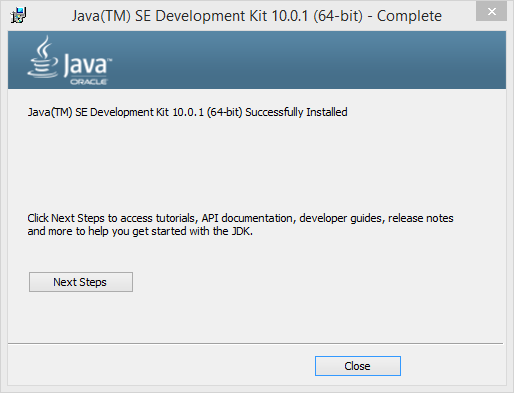 Java(TM) SE Development Kit 10.0.1 (64-bit) - Complete
Java™
ORACLE
Java(TM) SE Development Kit 10.0.1 (64-bit) Successfully Installed
Click Next Steps to access tutorials, API documentation, developer guides, release notes
and more to help you get started with the JDK.
Next Steps
Close